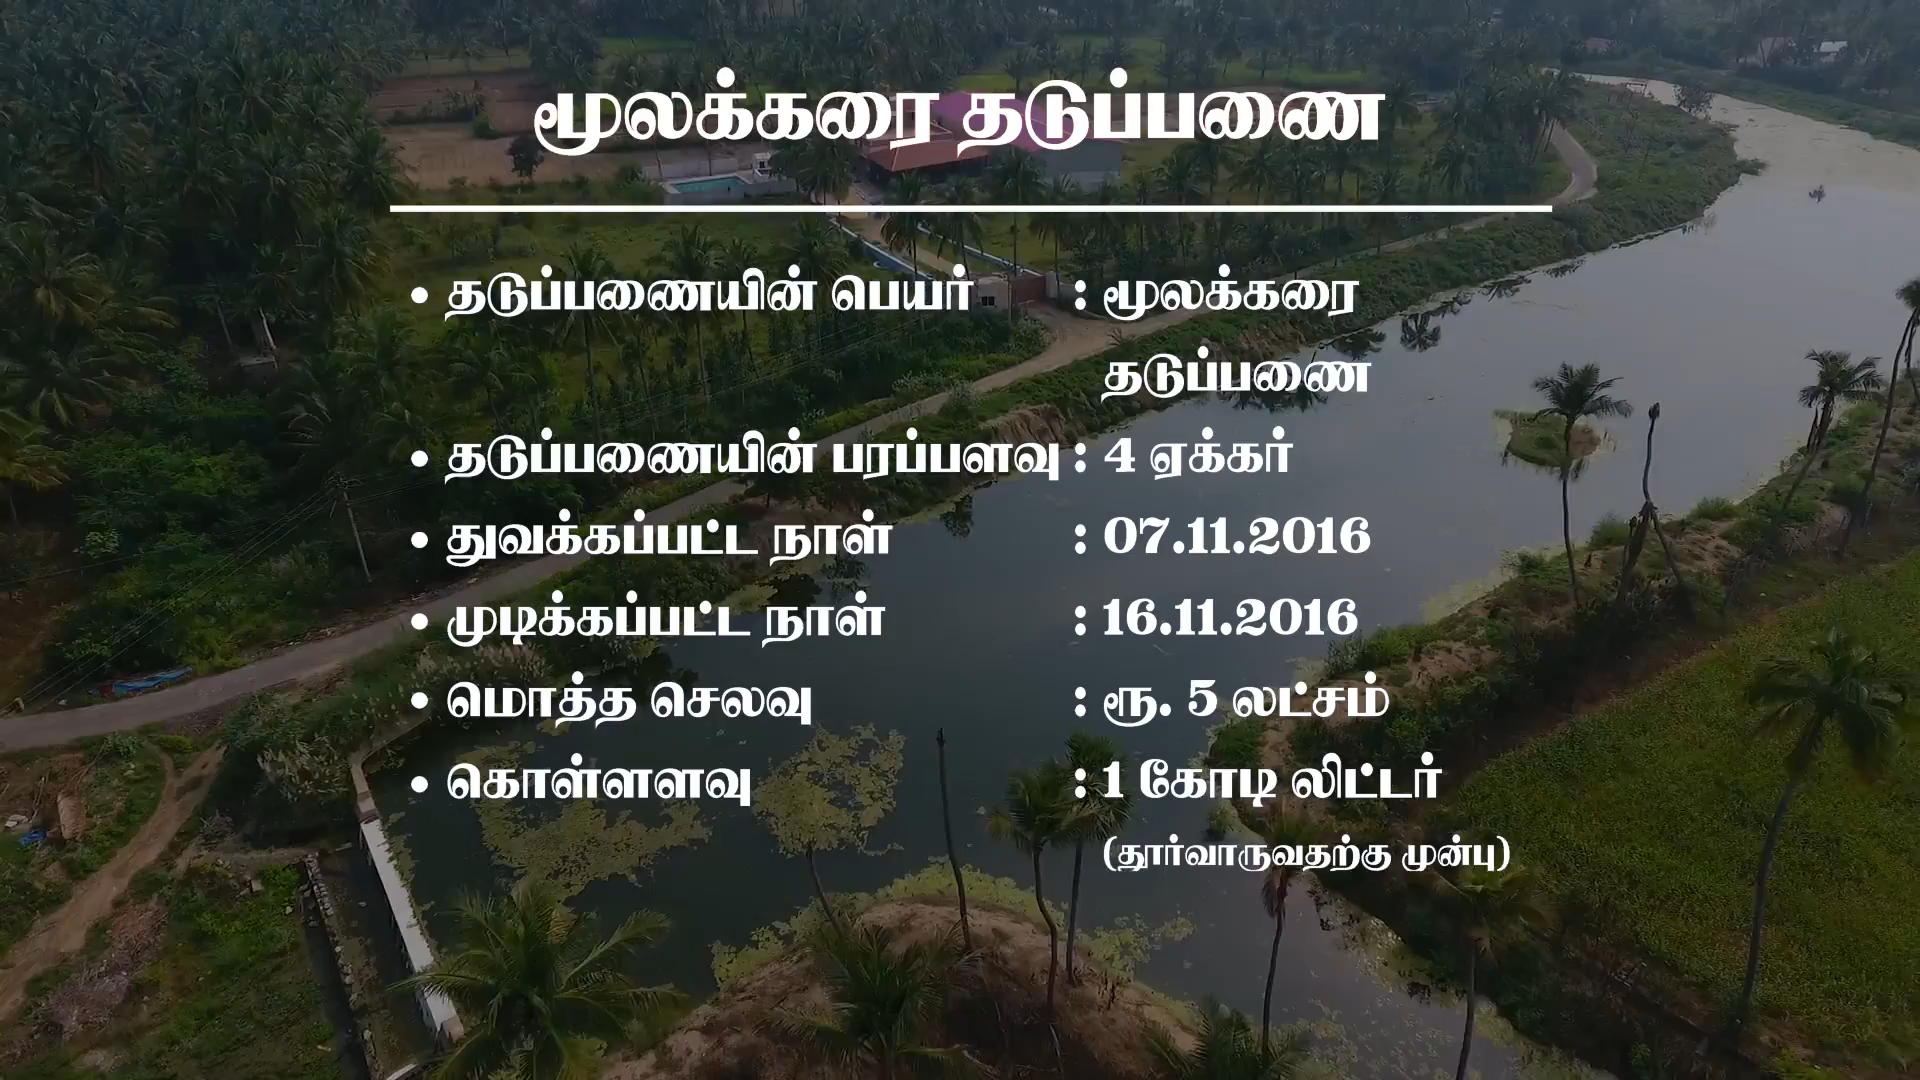 மூலக்கரை தடுப்பணை
• தடுப்பணையின் பெயர் : மூலக்கரை
தடுப்பணை
• தடுப்பணையின் பரப்பளவு : 4 ஏக்கர்
• துவக்கப்பட்ட நாள் : 07.11.2016
• முடிக்கப்பட்ட நாள் : 16.11.2016
• மொத்த செலவு : ரூ. 5 லட்சம்
• கொள்ளளவு : 1 கோடி லிட்டர்
(தூர்வாருவதற்கு முன்பு)